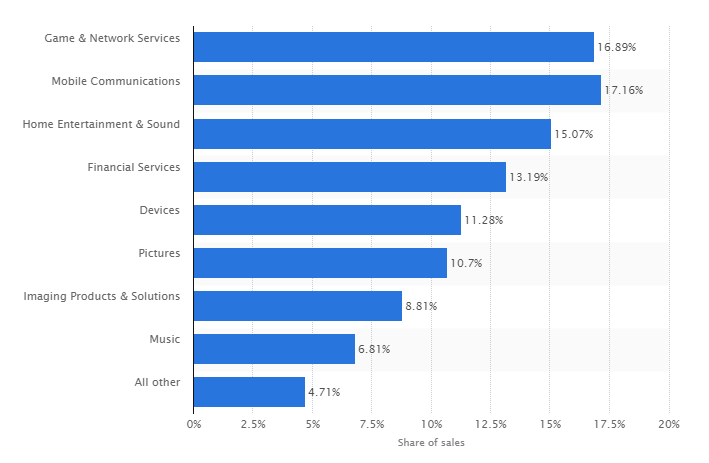 Game & Network Services
16.89%
Mobile Communications
17.16%
Home Entertainment & Sound
15.07%
Financial Services
13.19%
Devices
11.28%
Pictures
10.7%
Imaging Products & Solutions
8.81%
Music
6.81%
All other
4.71%
0% 2.5% 5% 7.5% 10% 12.5% 15% 17.5% 20%
Share of sales